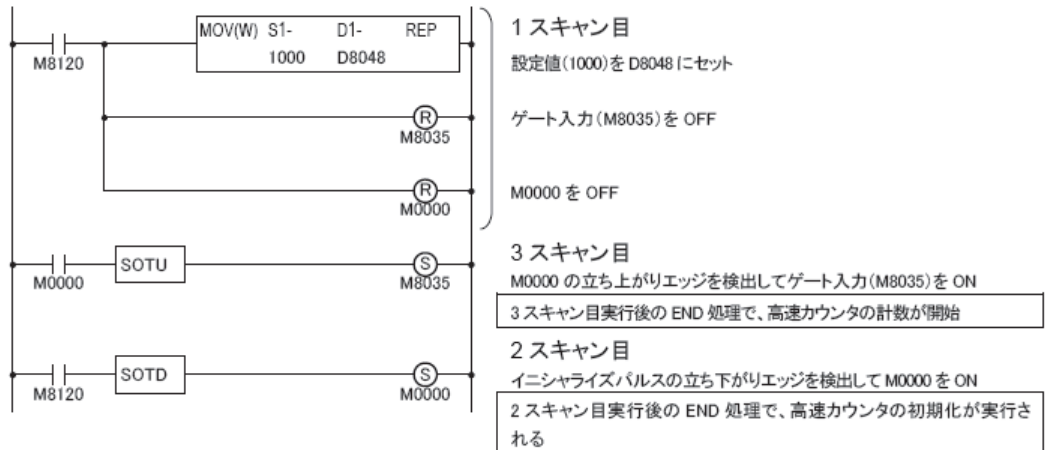 MOV(W) S1- D1- REP
1000 D8048
M8120
R
M8035
R
M0000
1 スキャン目
設定値(1000)を D8048 にセット
ゲート入力(M8035)を OFF
M0000 を OFF
SOTU
M0000
S
M8035
3 スキャン目
M0000 の立ち上がりエッジを検出してゲート入力(M8035)を ON
3 スキャン目実行後の END 処理で、高速カウンタの計数が開始
SOTD
M8120
S
M0000
2 スキャン目
イニシャライズパルスの立ち下がりエッジを検出して M0000 を ON
2 スキャン目実行後の END 処理で、高速カウンタの初期化が実行さ
れる